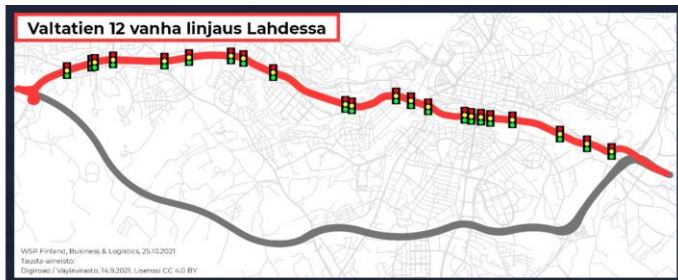 Valtatien 12 vanha linjaus Lahdessa
WSP Finland, Business & Logistics, 25.10.2021
Tausta-aineisto:
Digiroad / Väylävirasto, 14.9.2021. Lisenssi CC 4.0 BY